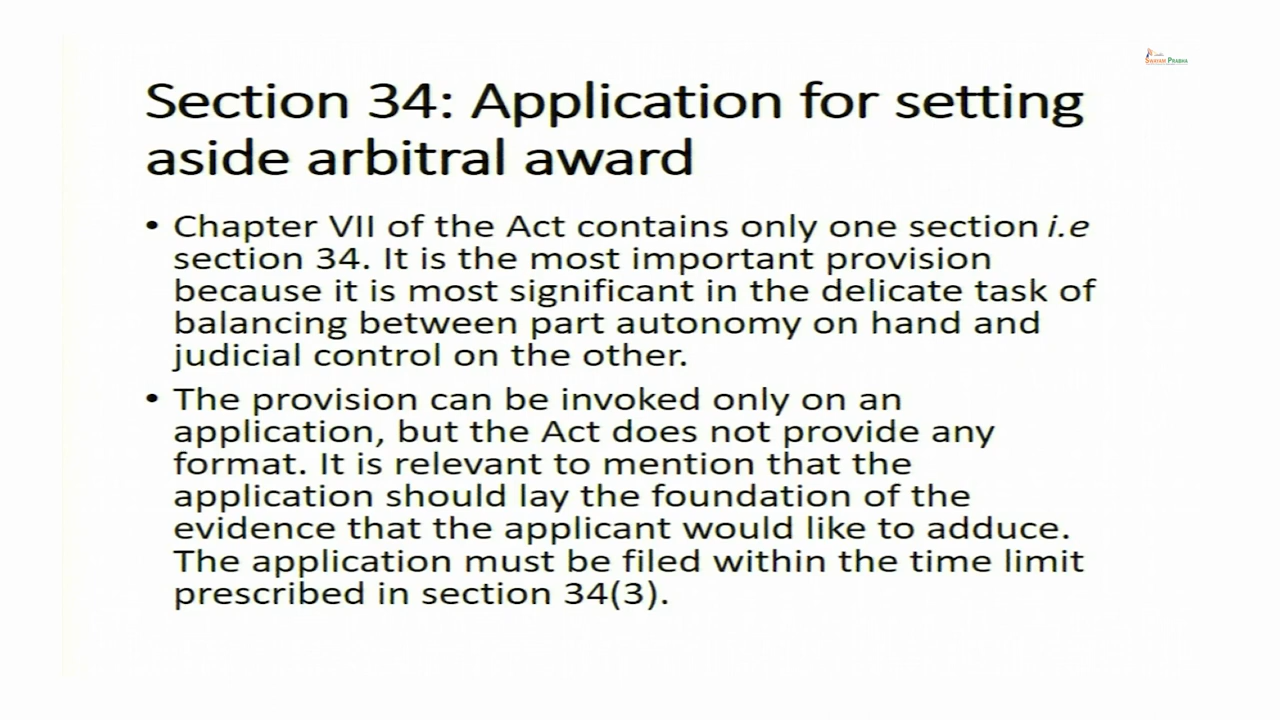 Swayam Prabha
Section 34: Application for setting
aside arbitral award
• Chapter VII of the Act contains only one section i.e
section 34. It is the most important provision
because it is most significant in the delicate task of
balancing between part autonomy on hand and
judicial control on the other.
• The provision can be invoked only on an
application, but the Act does not provide any
format. It is relevant to mention that the
application should lay the foundation of the
evidence that the applicant would like to adduce.
The application must be filed within the time limit
prescribed in section 34(3).